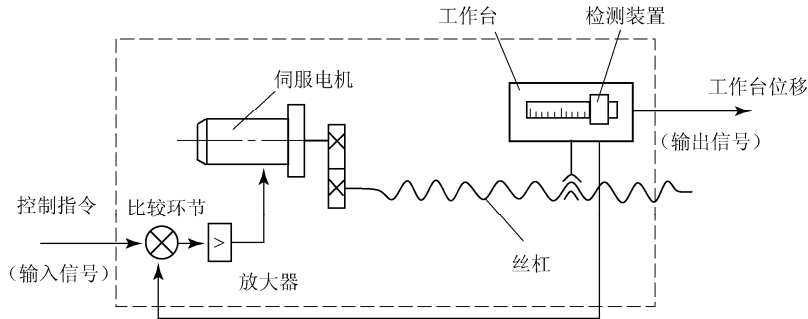 工作台
检测装置
伺服电机
工作台位移
(输出信号)
控制指令
比较环节
>
(输入信号)
放大器
丝杠